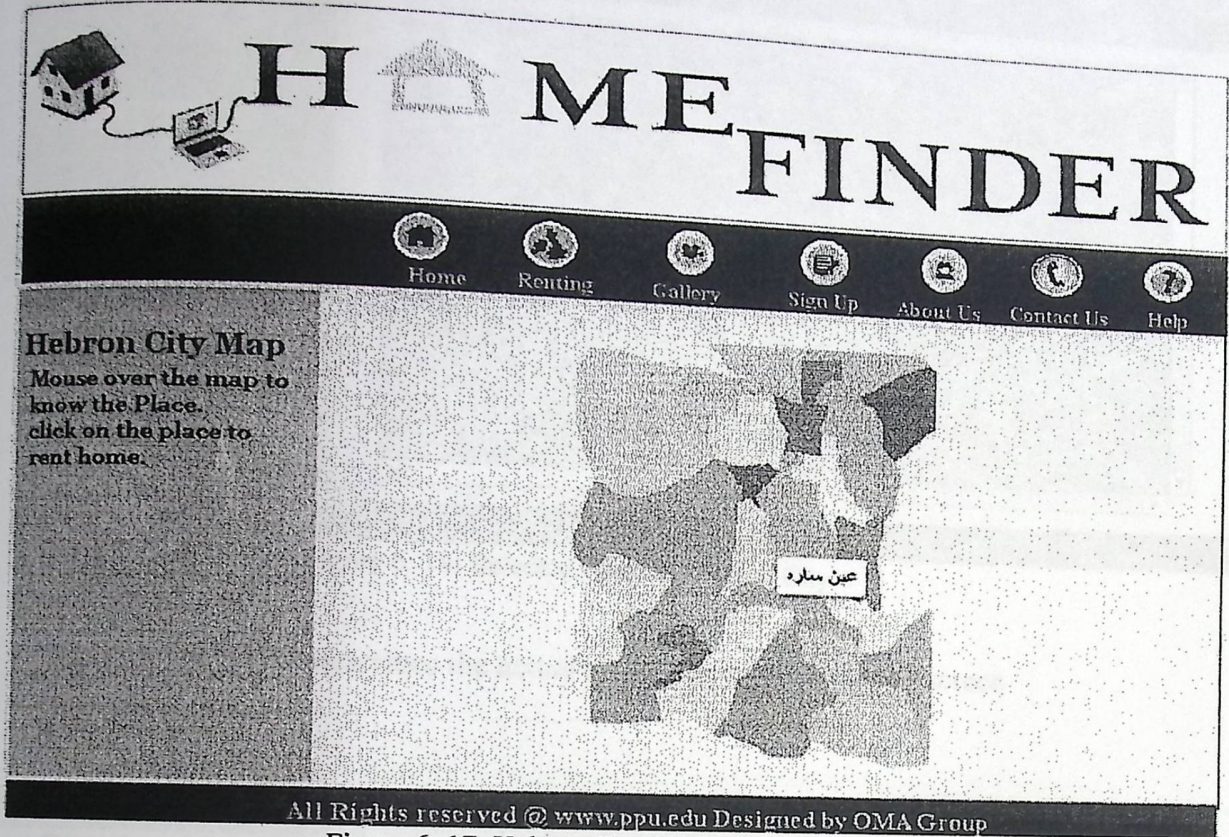 H ME
FINDER
Home Renting Gallery Sign Up About Us Contact Us Help
Hebron City Map
Mouse over the map to
know the Place.
click on the place to
rent home.
عين ساره
All Rights reserved @ www.ppu.edu Designed by OMA Group